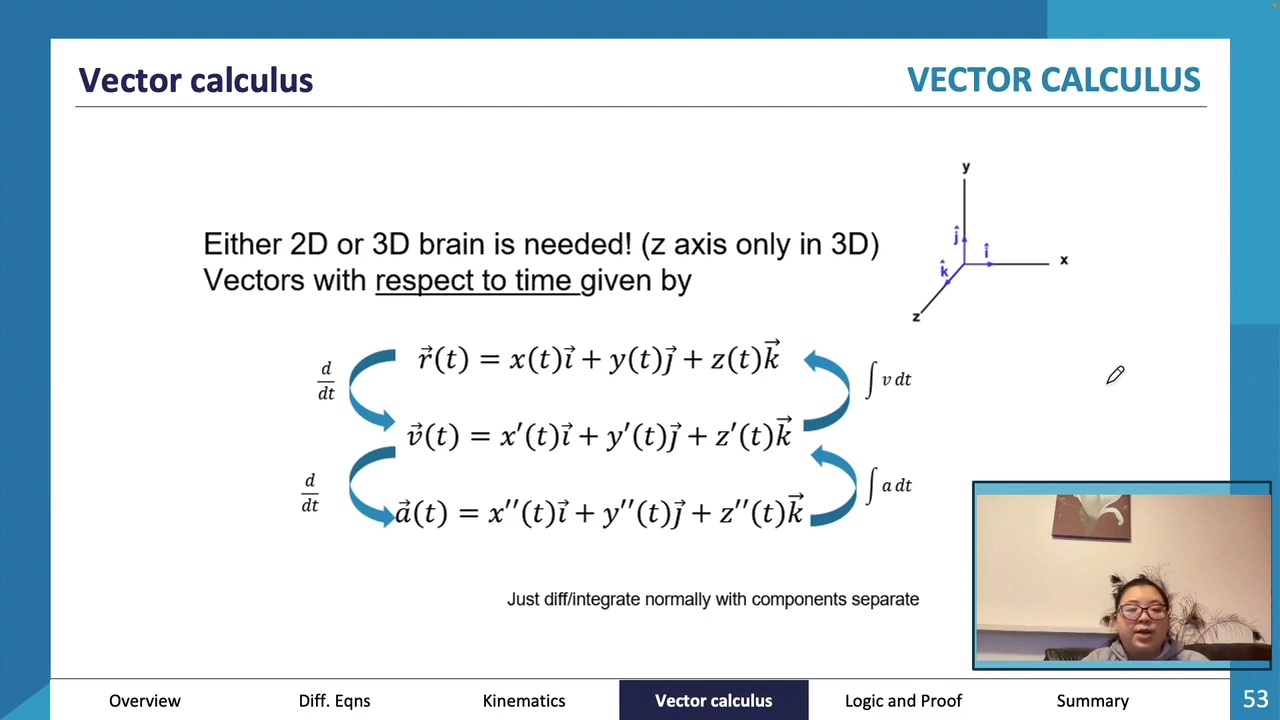 Vector calculus
VECTOR CALCULUS
Either 2D or 3D brain is needed! (z axis only in 3D)
Vectors with respect to time given by
y
ĵ
î
k̂
x
z
d/dt
r⃗(t) = x(t)i⃗ + y(t)j⃗ + z(t)k⃗
∫ v dt
v⃗(t) = x′(t)i⃗ + y′(t)j⃗ + z′(t)k⃗
d/dt
∫ a dt
a⃗(t) = x′′(t)i⃗ + y′′(t)j⃗ + z′′(t)k⃗
Just diff/integrate normally with components separate
Overview
Diff. Eqns
Kinematics
Vector calculus
Logic and Proof
Summary
53